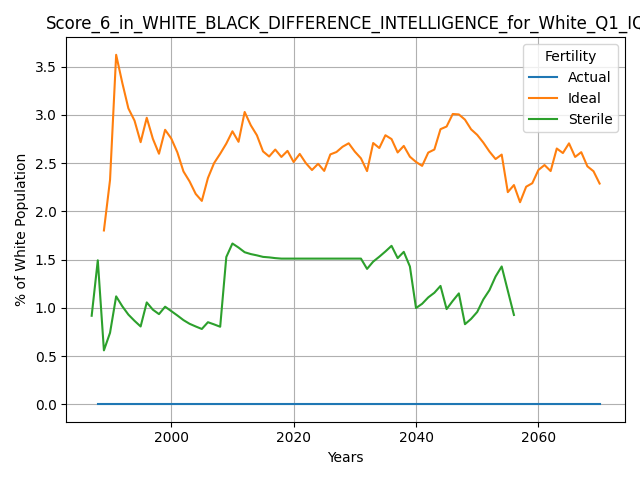 Score_6_in_WHITE_BLACK_DIFFERENCE_INTELLIGENCE_for_White_Q1_IQ
Fertility
Actual
Ideal
Sterile
% of White Population
3.5
3.0
2.5
2.0
1.5
1.0
0.5
0.0
2000 2020 2040 2060
Years